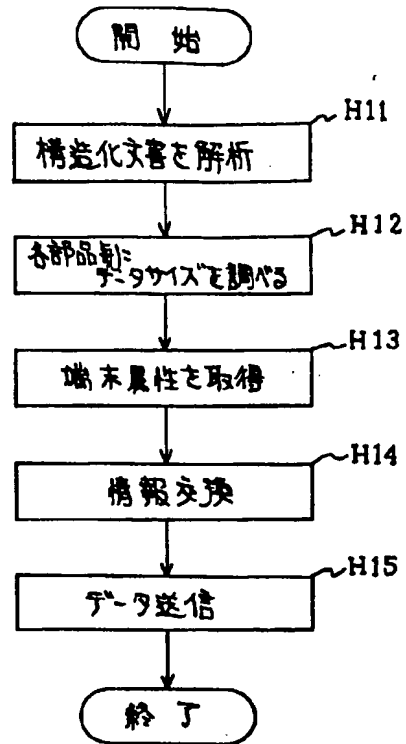 開始
H11
構造化文書を解析
H12
各部品毎に
データサイズを調べる
H13
端末属性を取得
H14
情報交換
H15
データ送信
終了